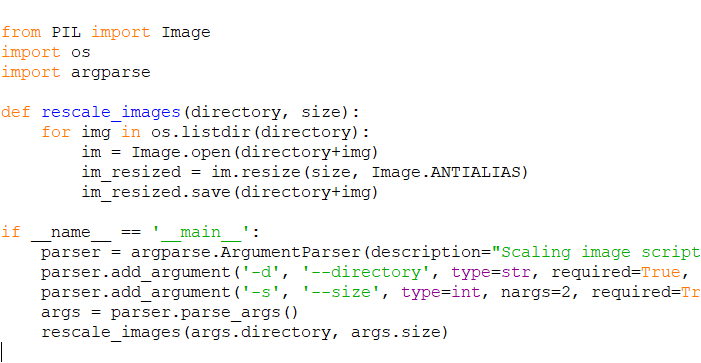 from PIL import Image
import os
import argparse
def rescale_images(directory, size):
    for img in os.listdir(directory):
        im = Image.open(directory+img)
        im_resized = im.resize(size, Image.ANTIALIAS)
        im_resized.save(directory+img)
if __name__ == '__main__':
    parser = argparse.ArgumentParser(description="Scaling image script
    parser.add_argument('-d', '--directory', type=str, required=True,
    parser.add_argument('-s', '--size', type=int, nargs=2, required=Tr
    args = parser.parse_args()
    rescale_images(args.directory, args.size)